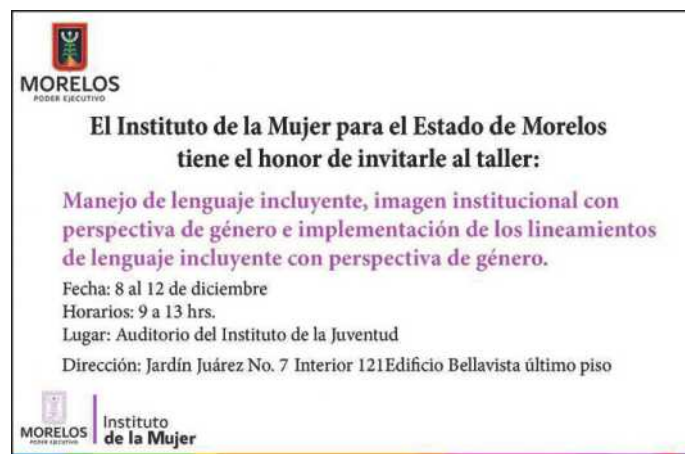 MORELOS
PODER EJECUTIVO
El Instituto de la Mujer para el Estado de Morelos
tiene el honor de invitarle al taller:
Manejo de lenguaje incluyente, imagen institucional con
perspectiva de género e implementación de los lineamientos
de lenguaje incluyente con perspectiva de género.
Fecha: 8 al 12 de diciembre
Horarios: 9 a 13 hrs.
Lugar: Auditorio del Instituto de la Juventud
Dirección: Jardín Juárez No. 7 Interior 121Edificio Bellavista último piso
MORELOS
PODER EJECUTIVO
Instituto
de la Mujer